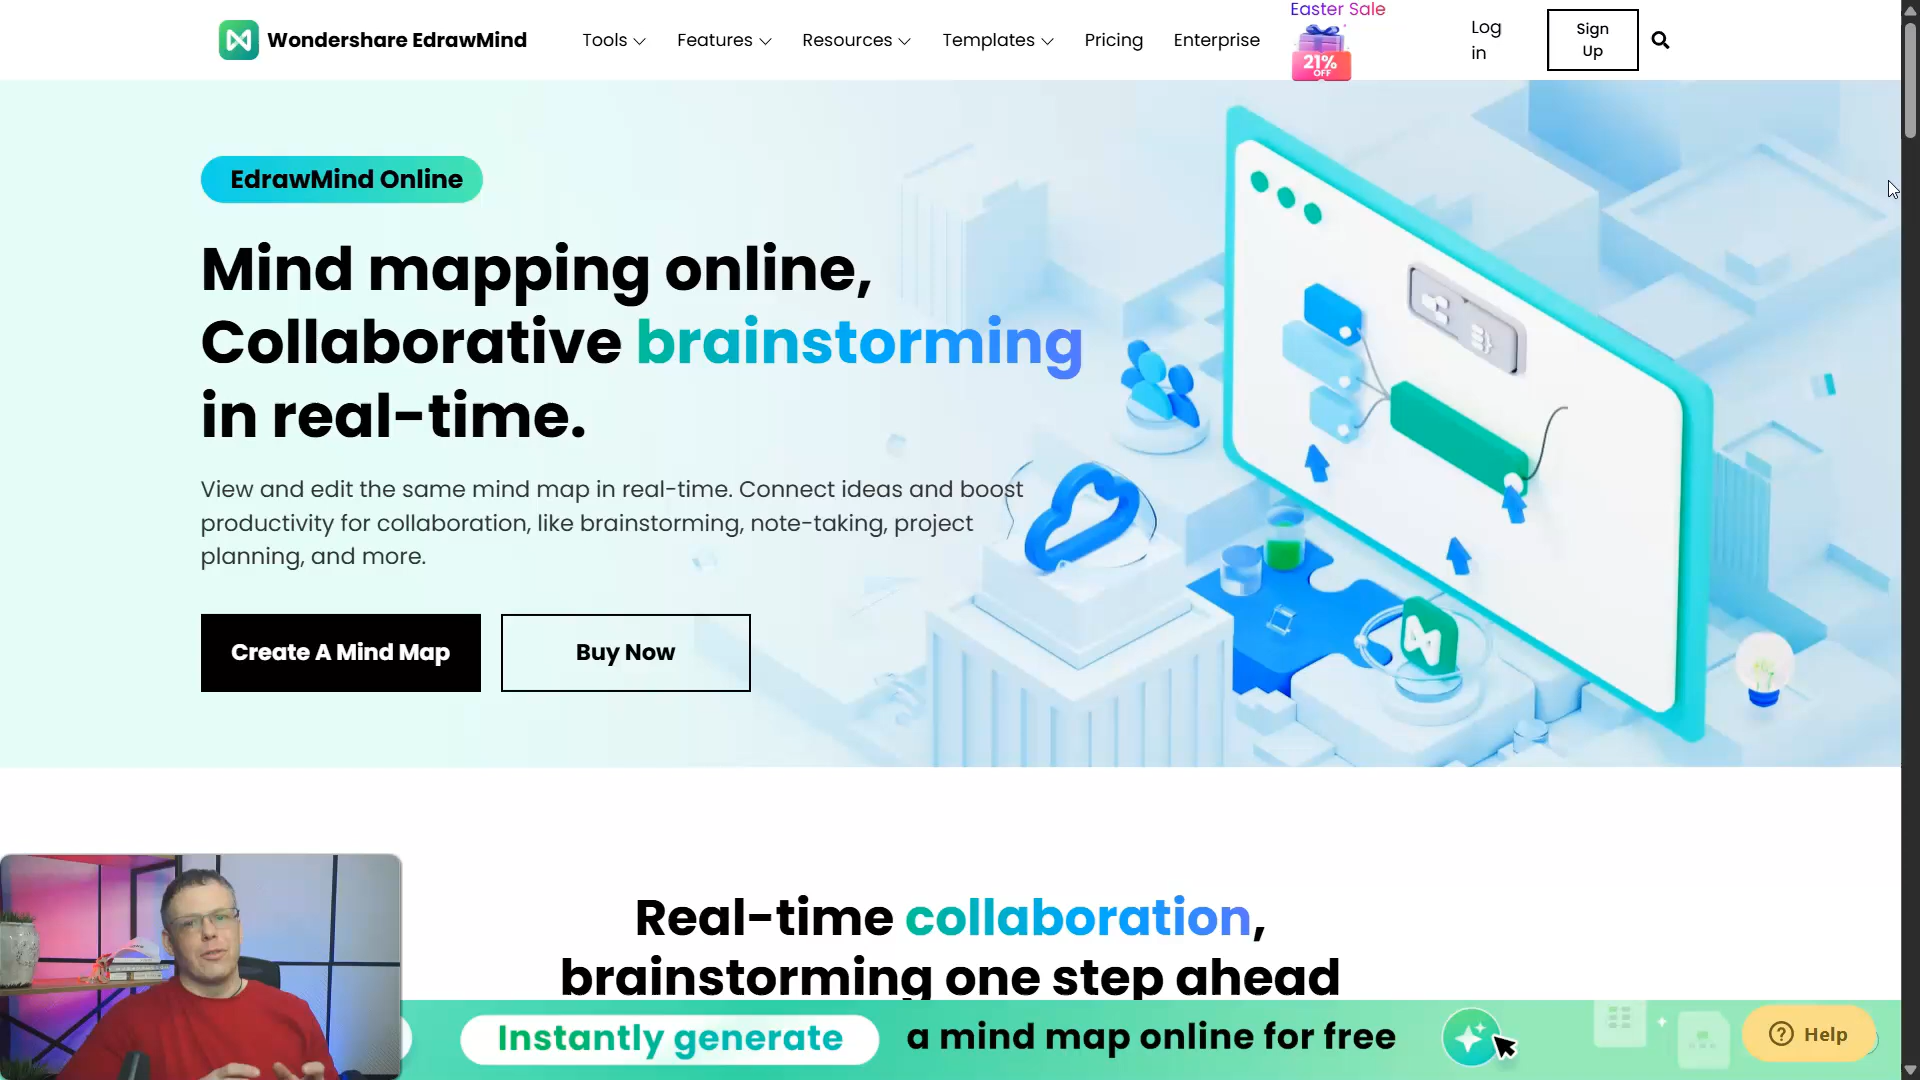 Wondershare EdrawMind
Tools
Features
Resources
Templates
Pricing
Enterprise
Easter Sale
21%
OFF
Log
in
Sign
Up
EdrawMind Online
Mind mapping online,
Collaborative brainstorming
in real-time.
View and edit the same mind map in real-time. Connect ideas and boost
productivity for collaboration, like brainstorming, note-taking, project
planning, and more.
Create A Mind Map
Buy Now
Real-time collaboration,
brainstorming one step ahead
Instantly generate a mind map online for free
Help